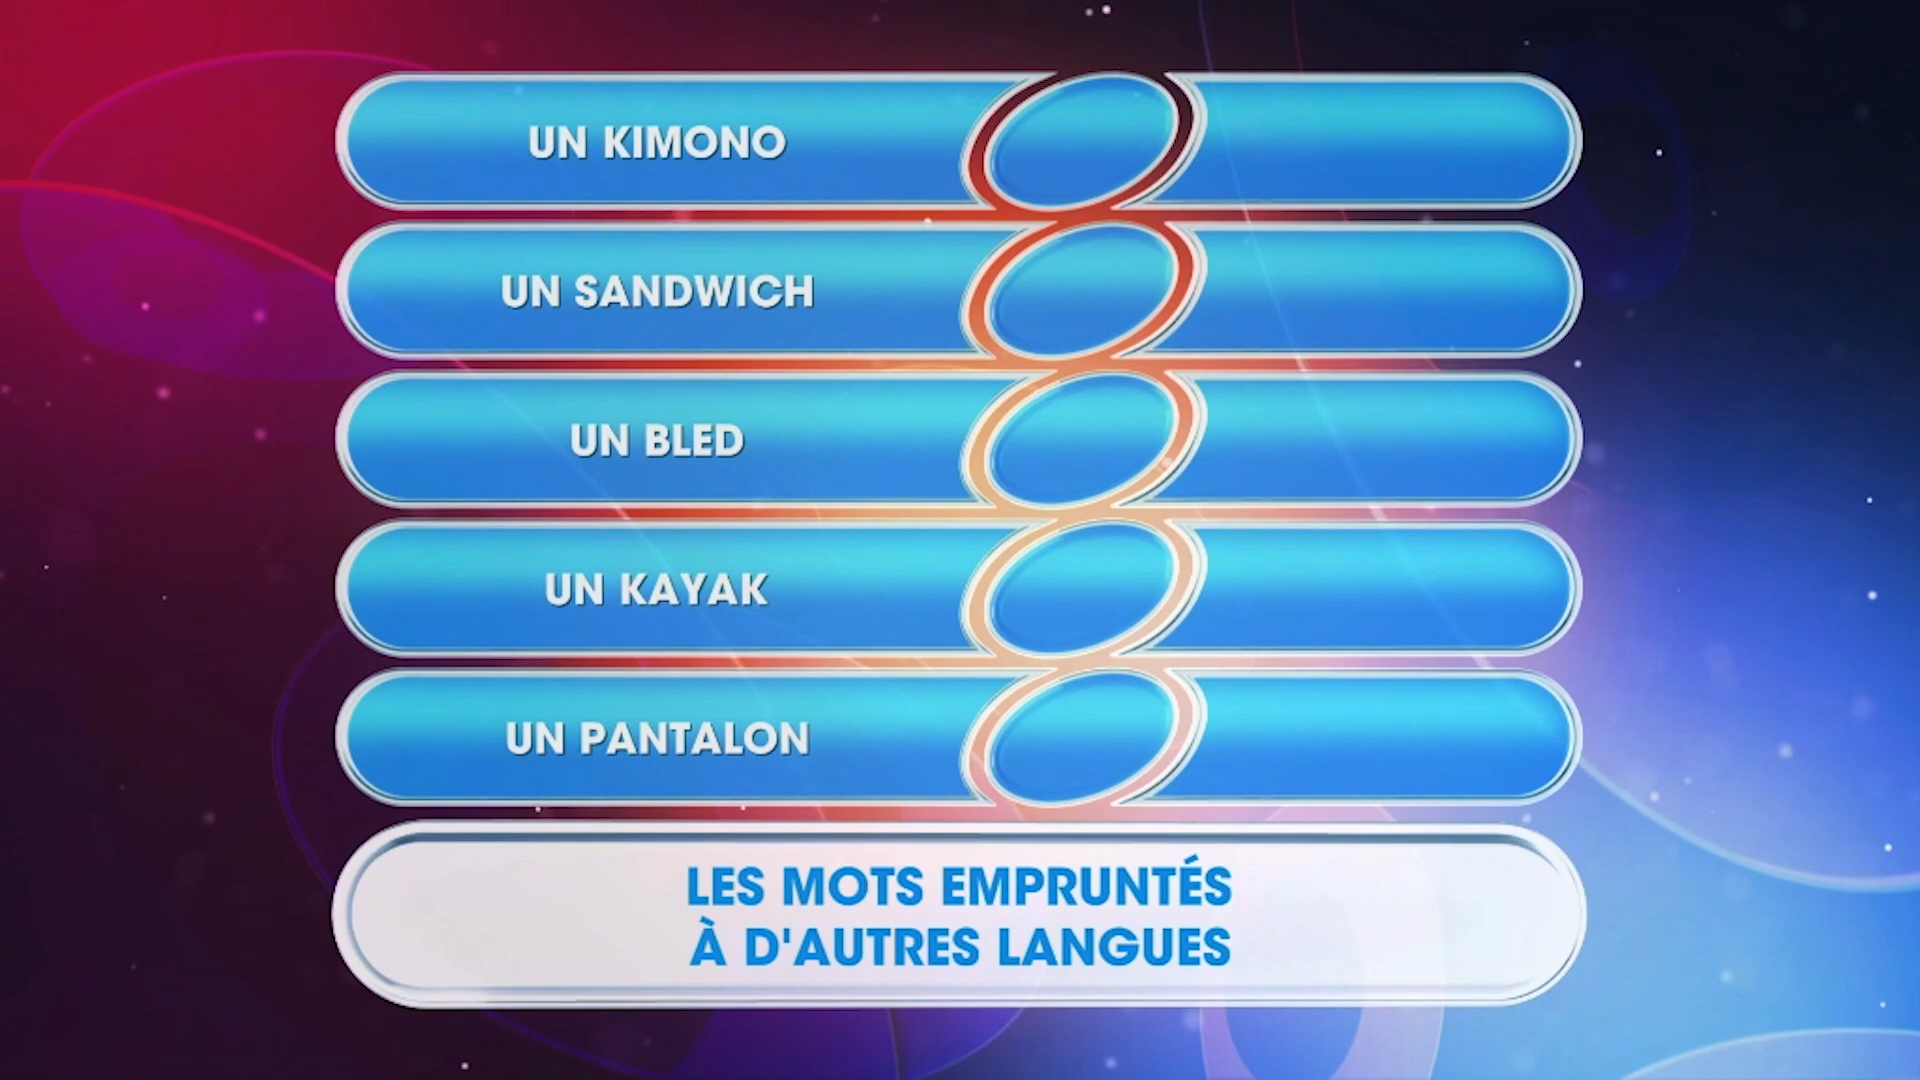 UN KIMONO
UN SANDWICH
UN BLED
UN KAYAK
UN PANTALON
LES MOTS EMPRUNTÉS
À D'AUTRES LANGUES